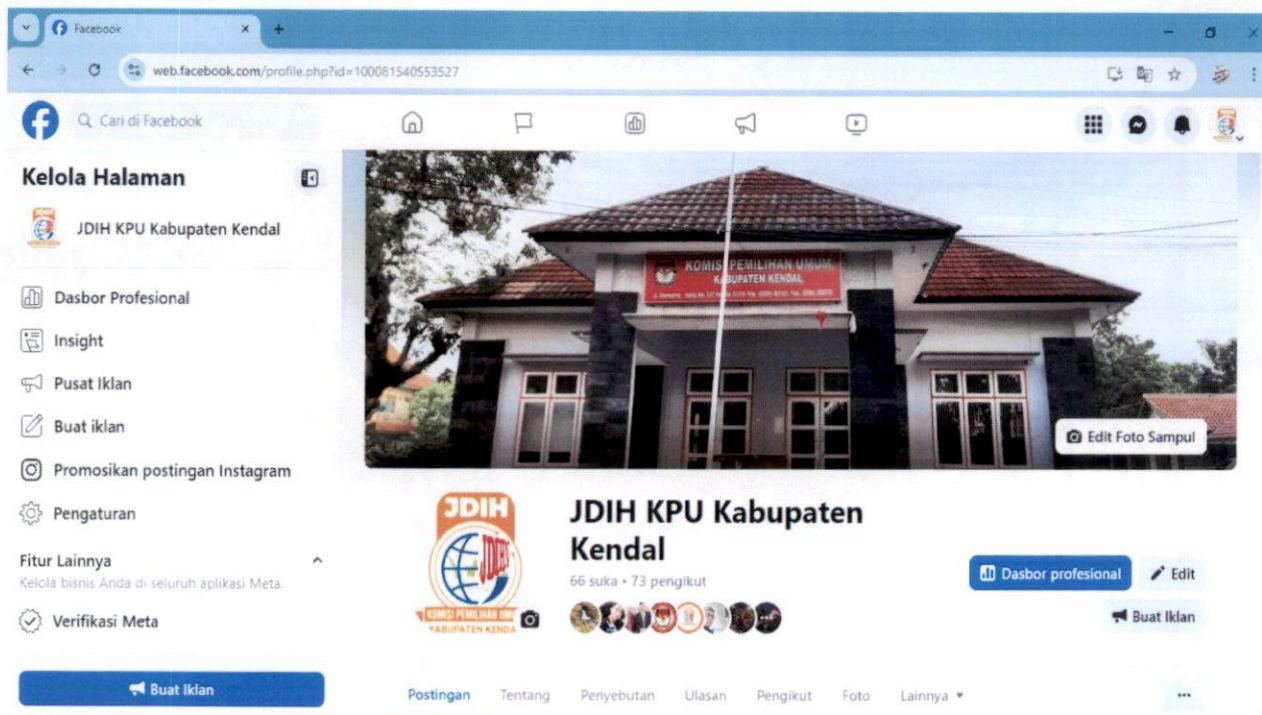 Facebook
web.facebook.com/profile.php?id=100061540553527
Cari di Facebook
Kelola Halaman
JDIH KPU Kabupaten Kendal
Dasbor Profesional
Insight
Pusat Iklan
Buat iklan
Promosikan postingan Instagram
Pengaturan
Fitur Lainnya
Kelola bisnis Anda di seluruh aplikasi Meta.
Verifikasi Meta
Buat Iklan
KOMISI PEMILIHAN UMUM
KABUPATEN KENDAL
Edit Foto Sampul
JDIH
JDIH
KOMISI PEMILIHAN UMU
KABUPATEN KENDA
JDIH KPU Kabupaten
Kendal
66 suka • 73 pengikut
Dasbor profesional
Edit
Buat Iklan
Postingan Tentang Penyebutan Ulasan Pengikut Foto Lainnya